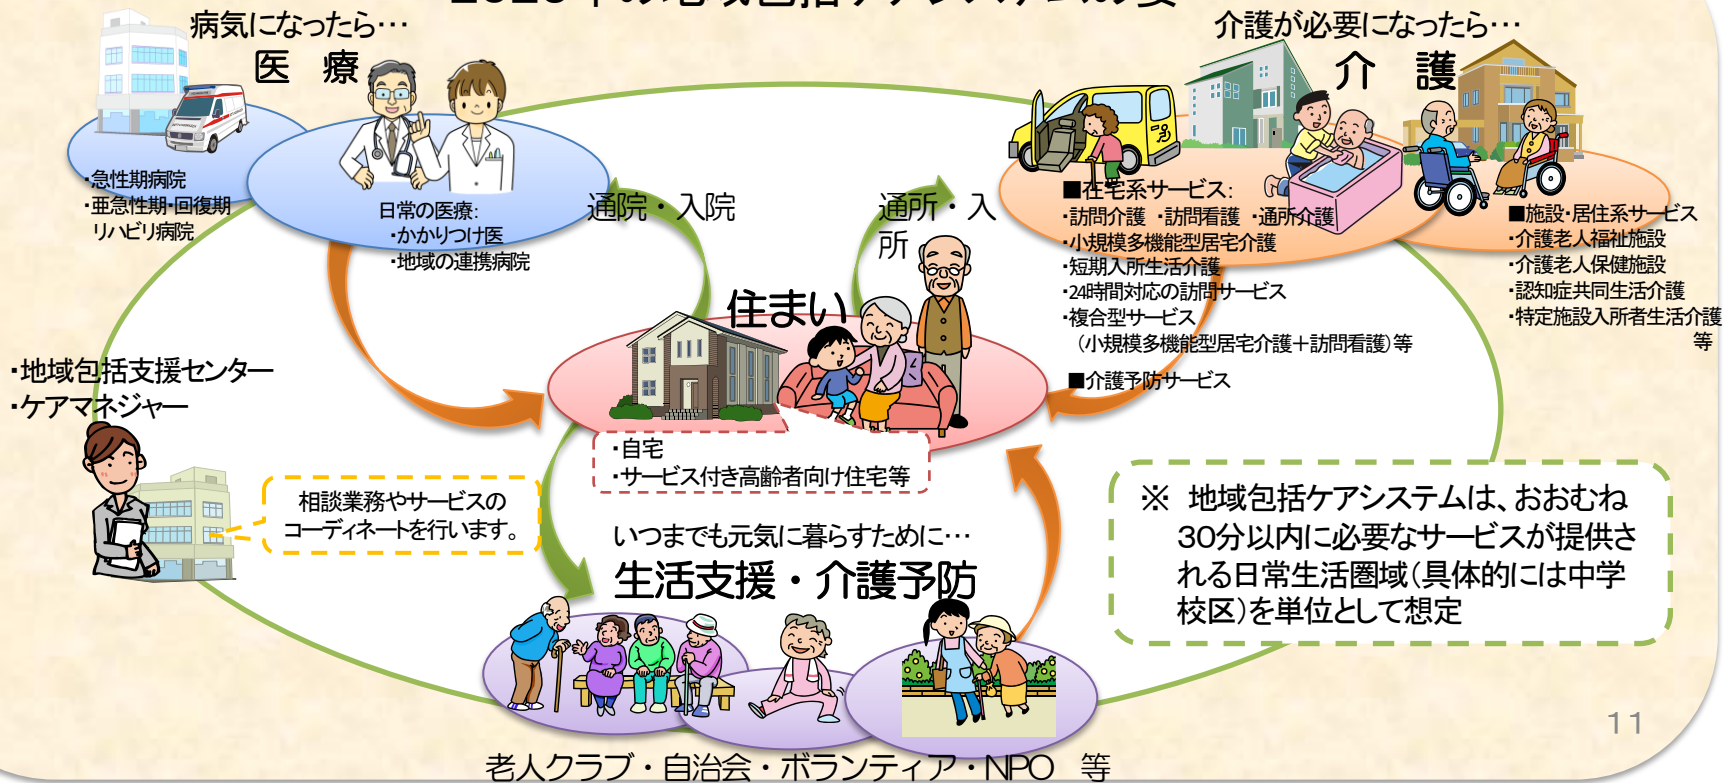 病気になったら…
医 療
・急性期病院
・亜急性期・回復期
リハビリ病院
日常の医療:
・かかりつけ医
・地域の連携病院
通院・入院
通所・入
所
介護が必要になったら…
介 護
■在宅系サービス:
・訪問介護 ・訪問看護 ・通所介護
・小規模多機能型居宅介護
・短期入所生活介護
・24時間対応の訪問サービス
・複合型サービス
(小規模多機能型居宅介護+訪問看護)等
■介護予防サービス
■施設・居住系サービス
・介護老人福祉施設
・介護老人保健施設
・認知症共同生活介護
・特定施設入所者生活介護
等
住まい
・自宅
・サービス付き高齢者向け住宅等
・地域包括支援センター
・ケアマネジャー
相談業務やサービスの
コーディネートを行います。
いつまでも元気に暮らすために…
生活支援・介護予防
※ 地域包括ケアシステムは、おおむね
30分以内に必要なサービスが提供さ
れる日常生活圏域(具体的には中学
校区)を単位として想定
老人クラブ・自治会・ボランティア・NPO 等
11